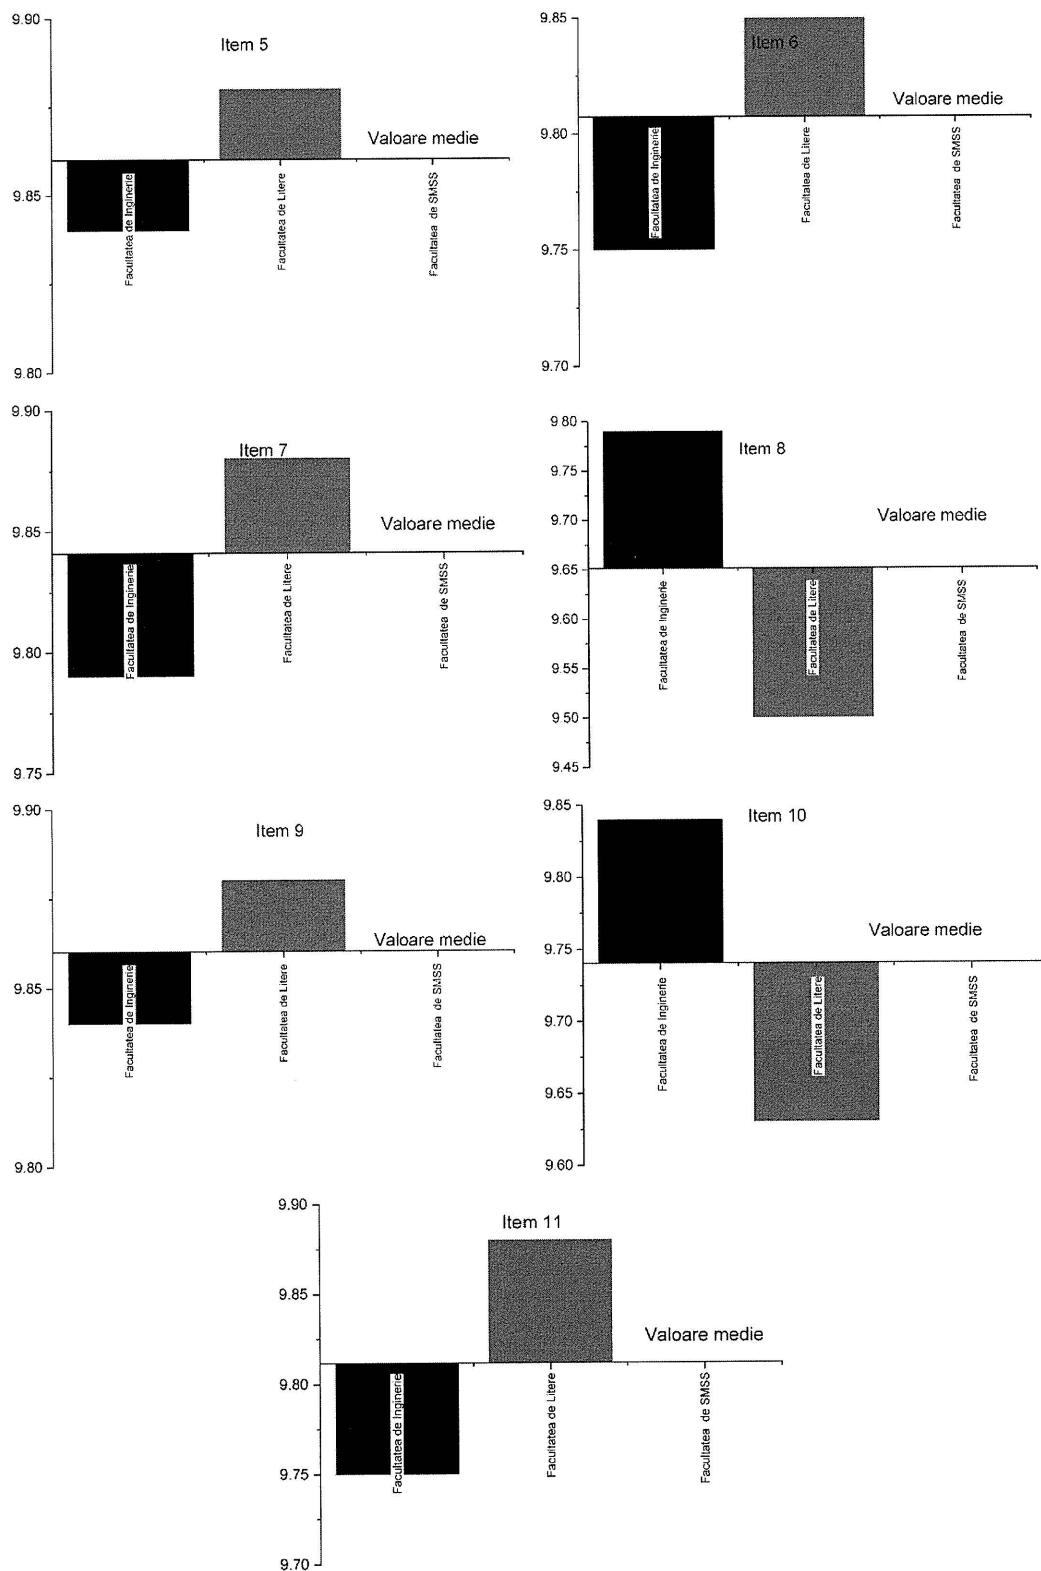 Item 5
9.90
9.85
9.80
Valoare medie
Facultatea de Inginerie
Facultatea de Litere
Facultatea de SMSS
Item 6
9.85
9.80
9.75
9.70
Valoare medie
Facultatea de Inginerie
Facultatea de Litere
Facultatea de SMSS
Item 7
9.90
9.85
9.80
9.75
Valoare medie
Facultatea de Inginerie
Facultatea de Litere
Facultatea de SMSS
Item 8
9.80
9.75
9.70
9.65
9.60
9.55
9.50
9.45
Valoare medie
Facultatea de Inginerie
Facultatea de Litere
Facultatea de SMSS
Item 9
9.90
9.85
9.80
Valoare medie
Facultatea de Inginerie
Facultatea de Litere
Facultatea de SMSS
Item 10
9.85
9.80
9.75
9.70
9.65
9.60
Valoare medie
Facultatea de Inginerie
Facultatea de Litere
Facultatea de SMSS
Item 11
9.90
9.85
9.80
9.75
9.70
Valoare medie
Facultatea de Inginerie
Facultatea de Litere
Facultatea de SMSS